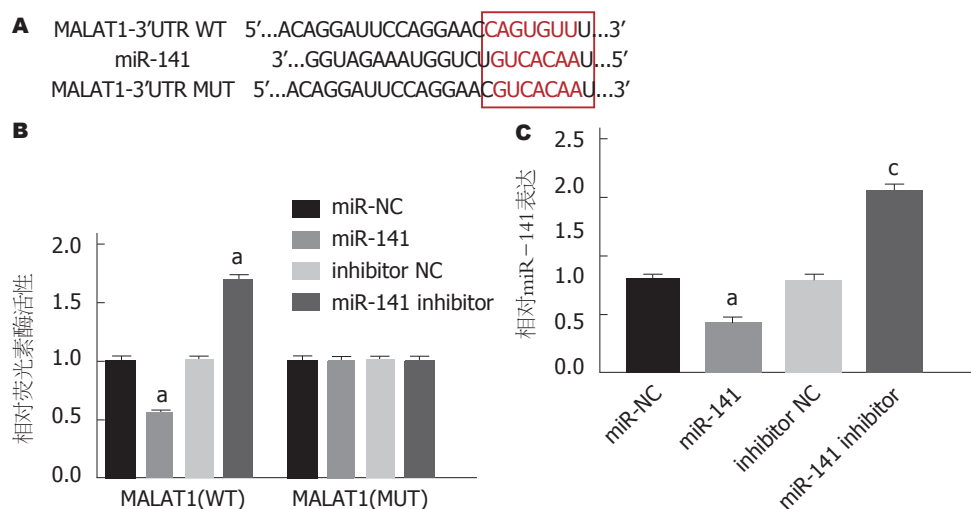 A
MALAT1-3′UTR WT 5′...ACAGGAUUCCAGGAACCAGUGUUU...3′
miR-141 3′...GGUAGAAAUGGUCUGUCACAAU...5′
MALAT1-3′UTR MUT 5′...ACAGGAUUCCAGGAACGUCACAAU...3′
B
相对荧光素酶活性
2.0
1.5
1.0
0.5
0.0
a
a
miR-NC
miR-141
inhibitor NC
miR-141 inhibitor
MALAT1(WT)
MALAT1(MUT)
C
相对miR-141表达
2.5
2.0
1.5
1.0
0.5
0.0
a
c
miR-NC
miR-141
inhibitor NC
miR-141 inhibitor